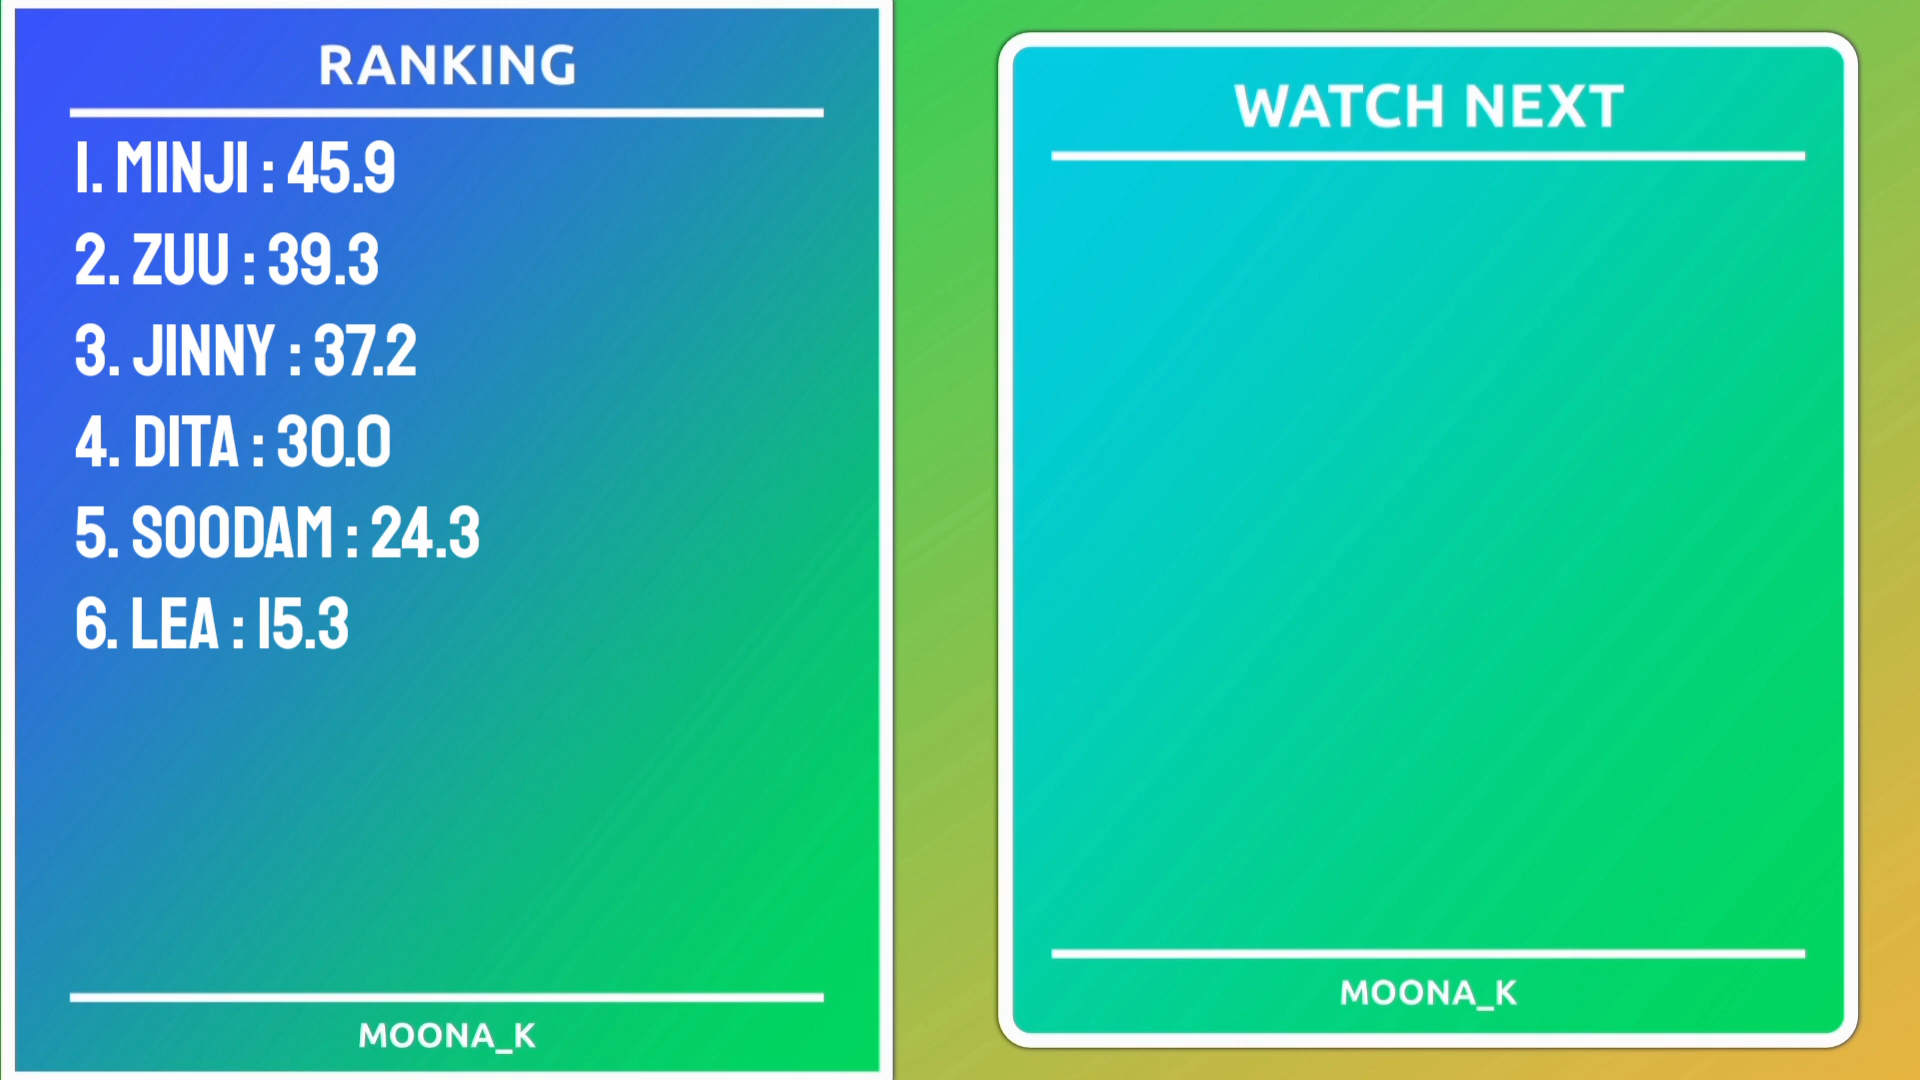 RANKING
1. MINJI : 45.9
2. ZUU : 39.3
3. JINNY : 37.2
4. DITA : 30.0
5. SOODAM : 24.3
6. LEA : 15.3
MOONA_K
WATCH NEXT
MOONA_K